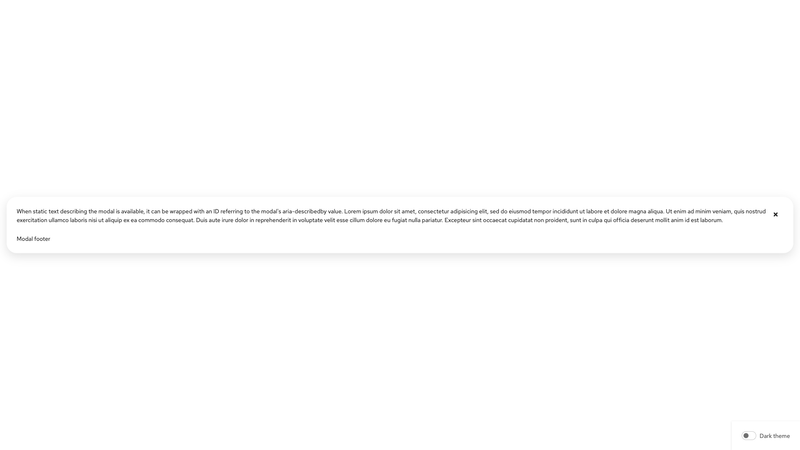 When static text describing the modal is available, it can be wrapped with an ID referring to the modal's aria-describedby value. Lorem ipsum dolor sit amet, consectetur adipisicing elit, sed do eiusmod tempor incididunt ut labore et dolore magna aliqua. Ut enim ad minim veniam, quis nostrud
exercitation ullamco laboris nisi ut aliquip ex ea commodo consequat. Duis aute irure dolor in reprehenderit in voluptate velit esse cillum dolore eu fugiat nulla pariatur. Excepteur sint occaecat cupidatat non proident, sunt in culpa qui officia deserunt mollit anim id est laborum.
Modal footer
Dark theme